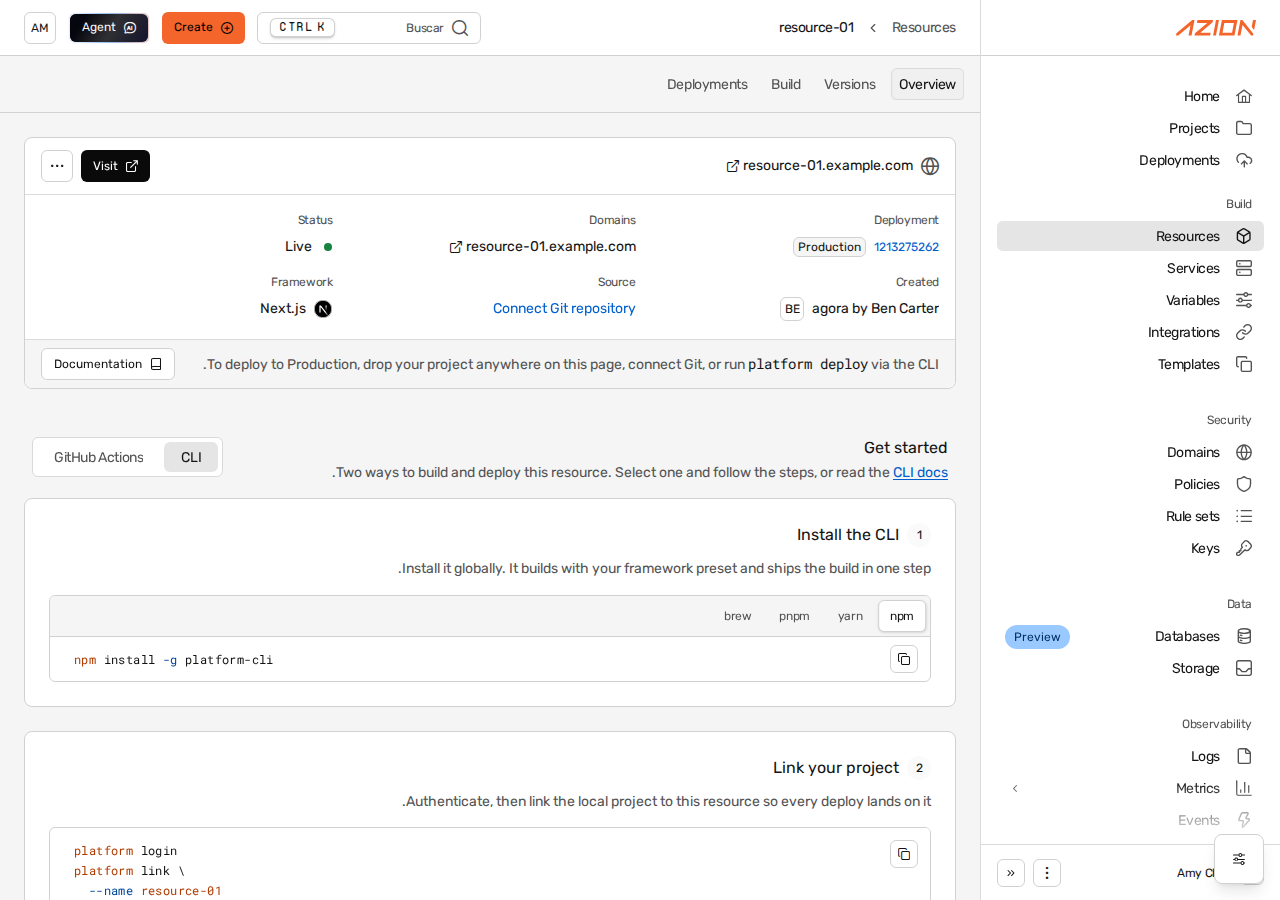 AZION
Resources
resource-01
Buscar
CTRL K
Create
Agent
AM
Home
Projects
Deployments
Build
Resources
Services
Variables
Integrations
Templates
Security
Domains
Policies
Rule sets
Keys
Data
Databases
Preview
Storage
Observability
Logs
Metrics
Events
Overview
Versions
Build
Deployments
resource-01.example.com
Visit
Deployment
Domains
Status
1213275262
Production
resource-01.example.com
Live
Created
Source
Framework
agora by Ben Carter
BE
Connect Git repository
Next.js
To deploy to Production, drop your project anywhere on this page, connect Git, or run platform deploy via the CLI.
Documentation
Get started
Two ways to build and deploy this resource. Select one and follow the steps, or read the CLI docs.
CLI
GitHub Actions
1
Install the CLI
Install it globally. It builds with your framework preset and ships the build in one step.
npm
yarn
pnpm
brew
npm install -g platform-cli
2
Link your project
Authenticate, then link the local project to this resource so every deploy lands on it.
platform login
platform link \
--name resource-01
Amy